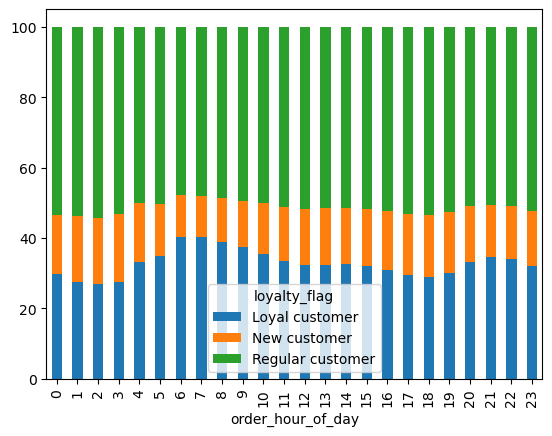 100
80
60
40
20
0
loyalty_flag
Loyal customer
New customer
Regular customer
0 1 2 3 4 5 6 7 8 9 10 11 12 13 14 15 16 17 18 19 20 21 22 23
order_hour_of_day